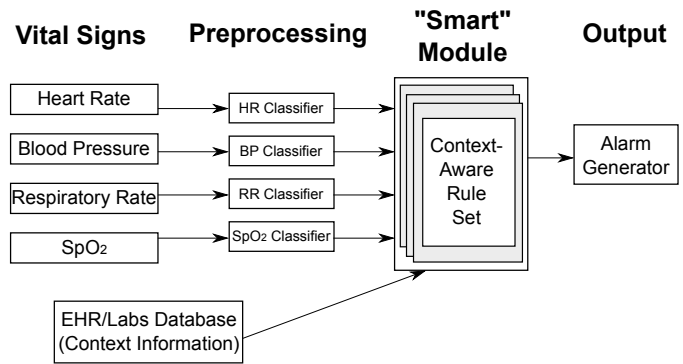 Vital Signs
Preprocessing
"Smart"
Module
Output
Heart Rate
HR Classifier
Blood Pressure
BP Classifier
Respiratory Rate
RR Classifier
SpO2
SpO2 Classifier
Context-
Aware
Rule
Set
Alarm
Generator
EHR/Labs Database
(Context Information)